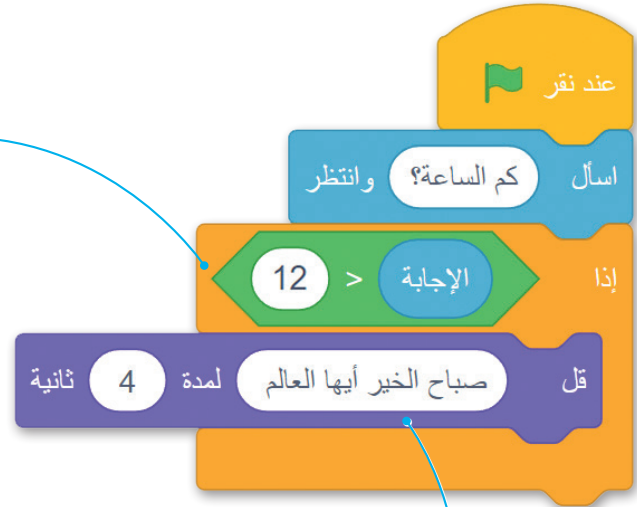 عند نقر
اسأل كم الساعة؟ وانتظر
إذا الإجابة > 12
قل صباح الخير أيها العالم لمدة 4 ثانية